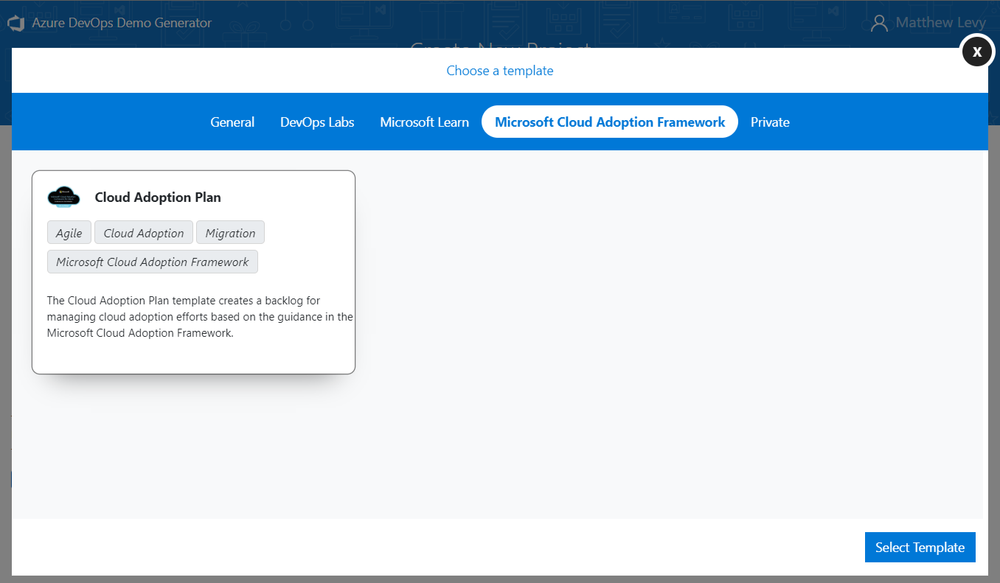 Azure DevOps Demo Generator
Matthew Levy
Create New Project
X
Choose a template
General DevOps Labs Microsoft Learn Microsoft Cloud Adoption Framework Private
Cloud Adoption Plan
Agile Cloud Adoption Migration
Microsoft Cloud Adoption Framework
The Cloud Adoption Plan template creates a backlog for
managing cloud adoption efforts based on the guidance in the
Microsoft Cloud Adoption Framework.
Select Template